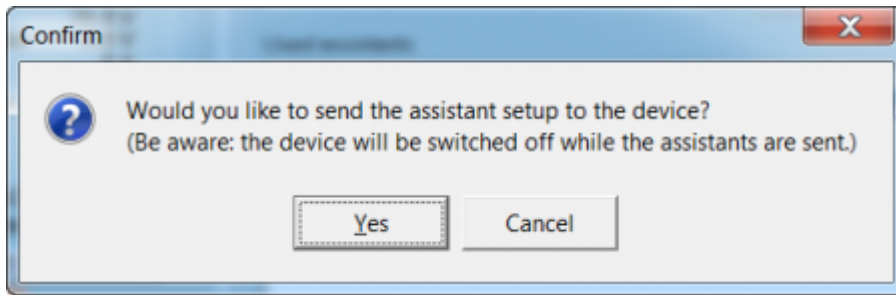 Confirm
Would you like to send the assistant setup to the device?
(Be aware: the device will be switched off while the assistants are sent.)
Yes
Cancel